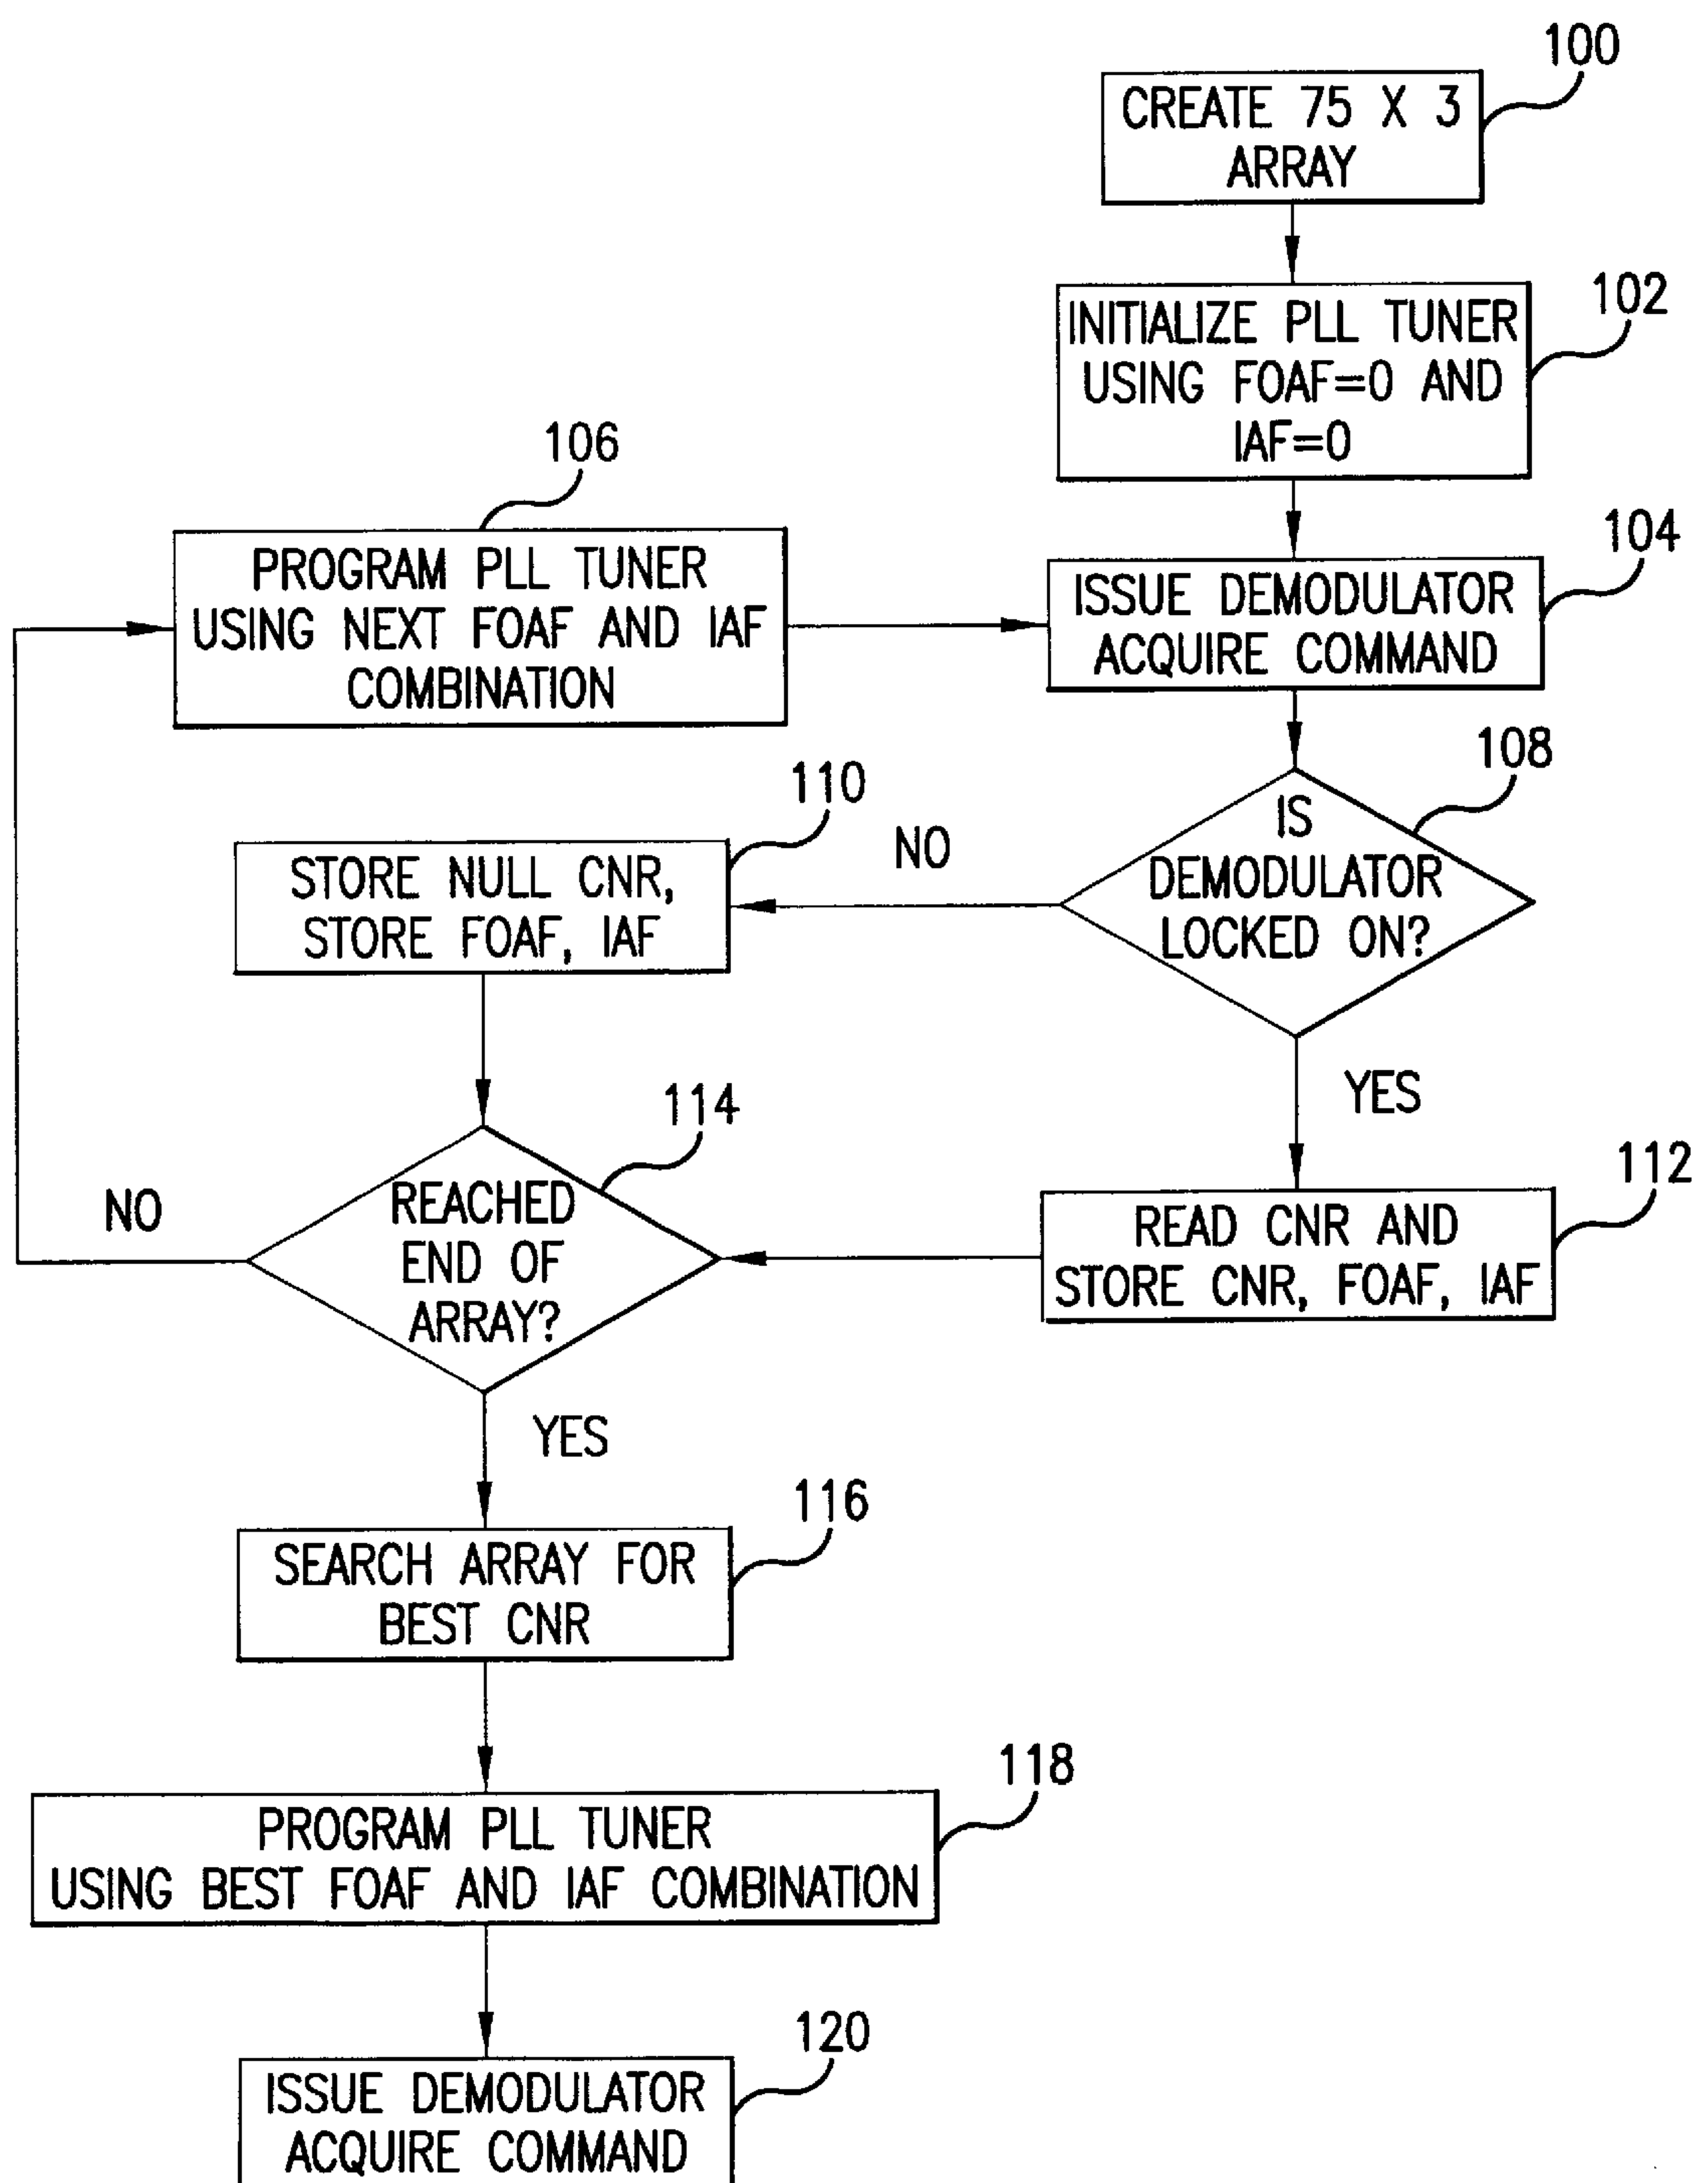 100
CREATE 75 X 3
ARRAY
102
INITIALIZE PLL TUNER
USING FOAF=0 AND
IAF=0
106
PROGRAM PLL TUNER
USING NEXT FOAF AND IAF
COMBINATION
104
ISSUE DEMODULATOR
ACQUIRE COMMAND
108
IS
DEMODULATOR
LOCKED ON?
NO
110
STORE NULL CNR,
STORE FOAF, IAF
YES
112
READ CNR AND
STORE CNR, FOAF, IAF
114
REACHED
END OF
ARRAY?
NO
YES
116
SEARCH ARRAY FOR
BEST CNR
118
PROGRAM PLL TUNER
USING BEST FOAF AND IAF COMBINATION
120
ISSUE DEMODULATOR
ACQUIRE COMMAND